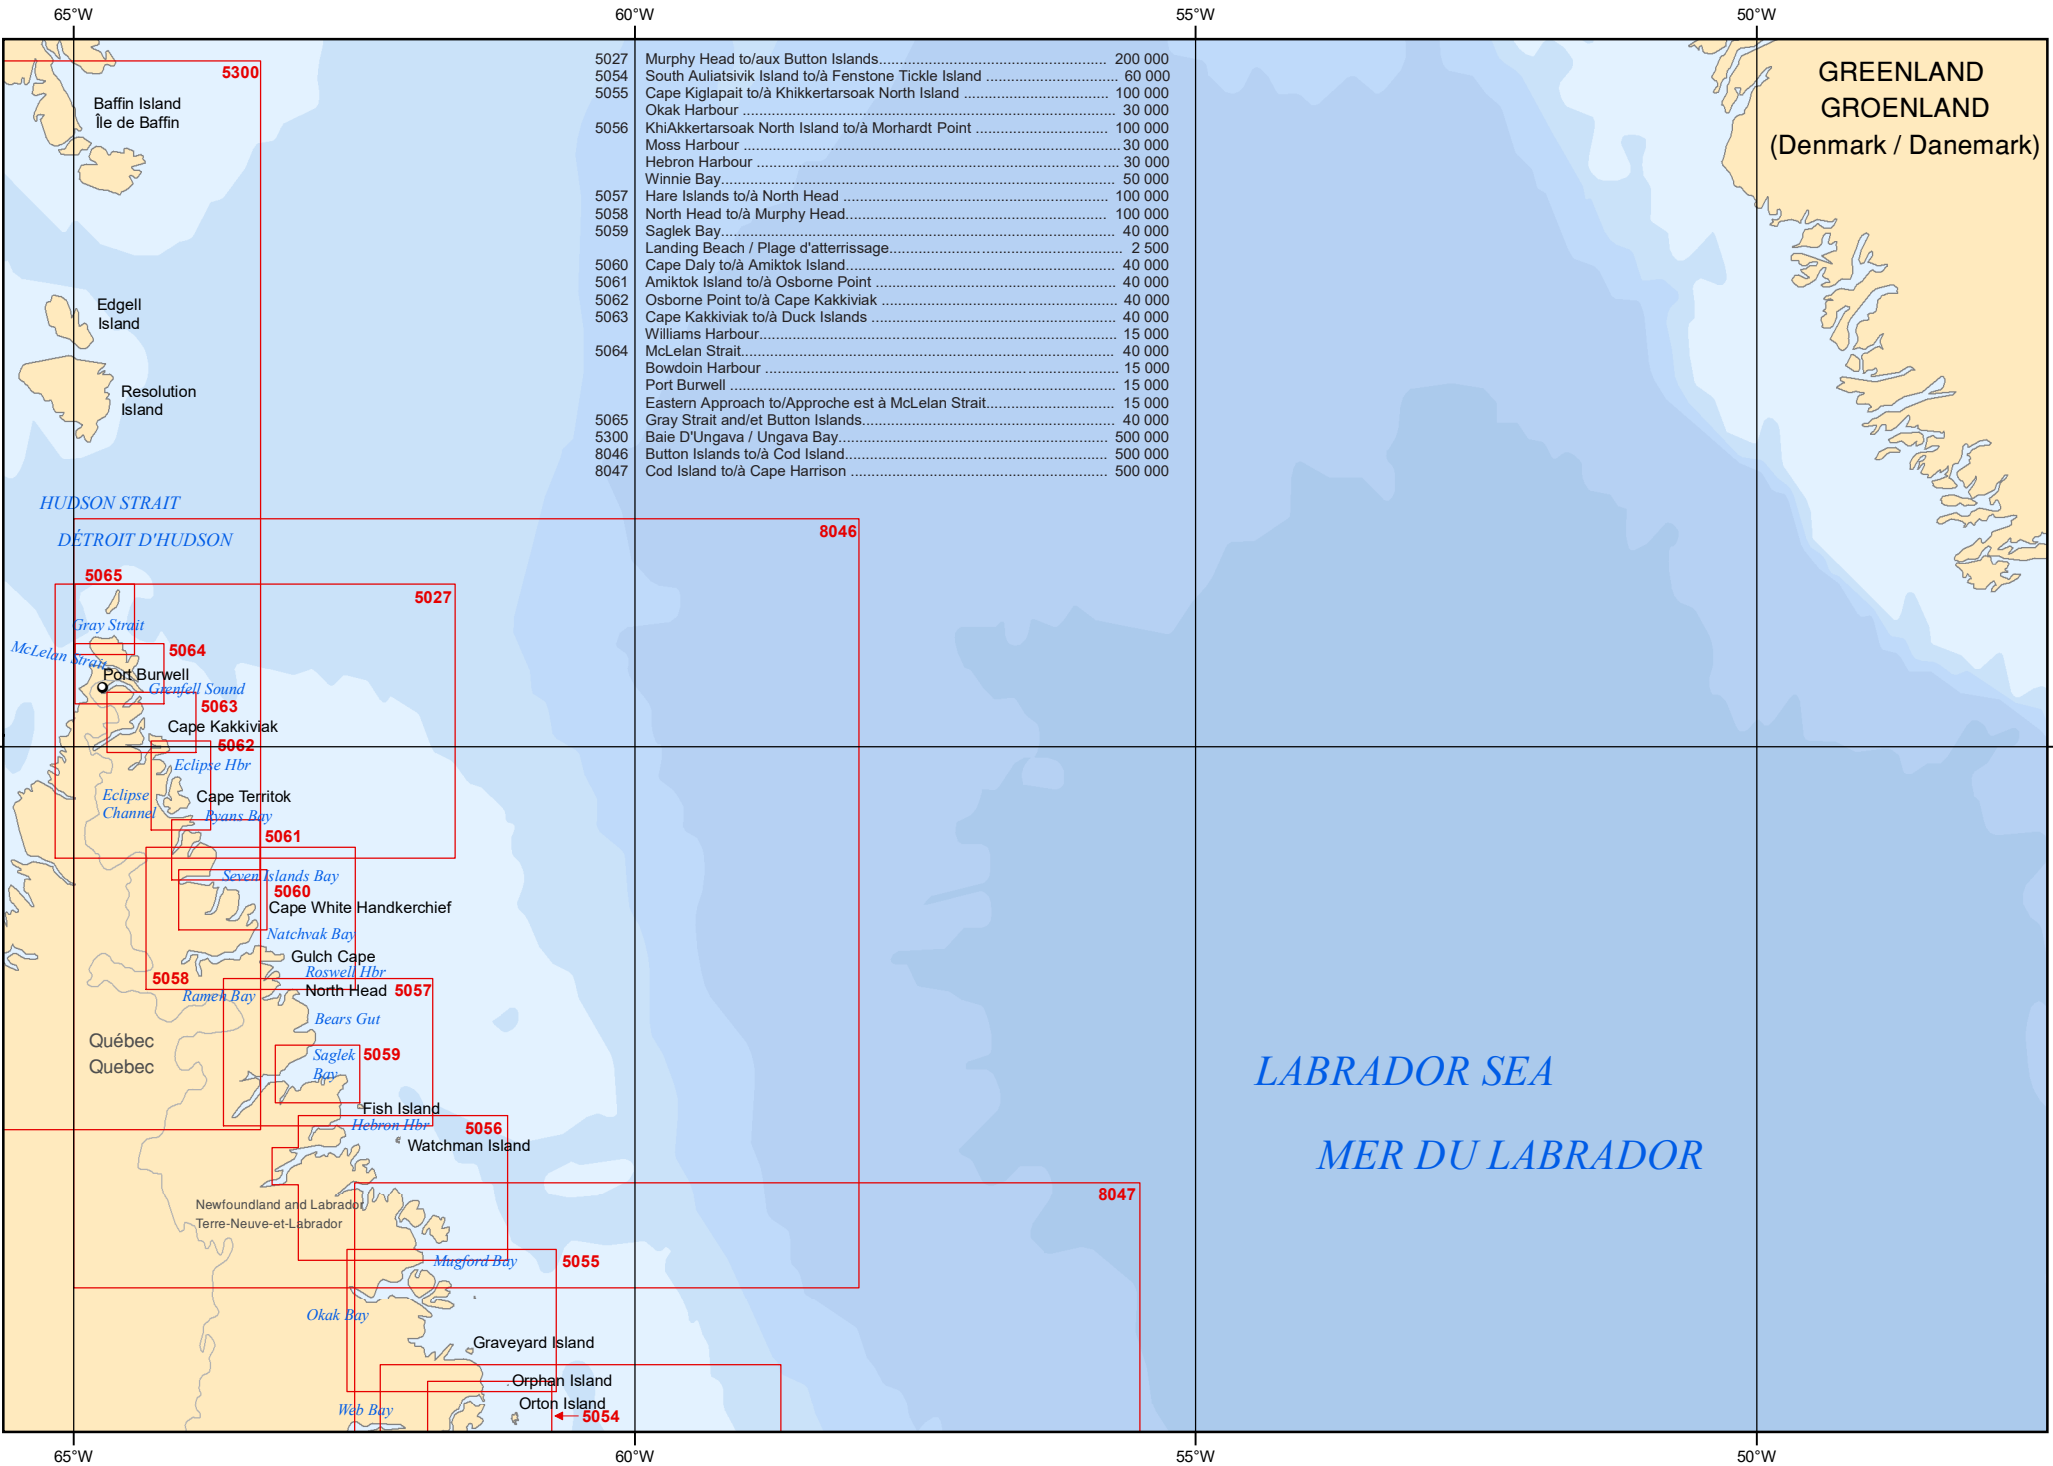 65°W 60°W 55°W 50°W
5027 Murphy Head to/aux Button Islands.......... 200 000
5054 South Auliatsivik Island to/à Fenstone Tickle Island .......... 60 000
5055 Cape Kiglapait to/à Khikkertarsoak North Island .......... 100 000
Okak Harbour .......... 30 000
5056 KhiAkkertarsoak North Island to/à Morhardt Point .......... 100 000
Moss Harbour .......... 30 000
Hebron Harbour .......... 30 000
Winnie Bay.......... 50 000
5057 Hare Islands to/à North Head .......... 100 000
5058 North Head to/à Murphy Head.......... 100 000
5059 Saglek Bay.......... 40 000
Landing Beach / Plage d'atterrissage.......... 2 500
5060 Cape Daly to/à Amiktok Island.......... 40 000
5061 Amiktok Island to/à Osborne Point .......... 40 000
5062 Osborne Point to/à Cape Kakkiviak .......... 40 000
5063 Cape Kakkiviak to/à Duck Islands .......... 40 000
Williams Harbour.......... 15 000
5064 McLelan Strait.......... 40 000
Bowdoin Harbour .......... 15 000
Port Burwell .......... 15 000
Eastern Approach to/Approche est à McLelan Strait.......... 15 000
5065 Gray Strait and/et Button Islands.......... 40 000
5300 Baie D'Ungava / Ungava Bay.......... 500 000
8046 Button Islands to/à Cod Island.......... 500 000
8047 Cod Island to/à Cape Harrison .......... 500 000
GREENLAND
GROENLAND
(Denmark / Danemark)
5300
Baffin Island
Île de Baffin
Edgell
Island
Resolution
Island
HUDSON STRAIT
DÉTROIT D'HUDSON
8046
5065
5027
Gray Strait
McLelan Strait
5064
Port Burwell
Grenfell Sound
5063
Cape Kakkiviak
5062
Eclipse Hbr
Eclipse
Channel
Cape Territok
Ryans Bay
5061
Seven Islands Bay
5060
Cape White Handkerchief
Natchvak Bay
Gulch Cape
Roswell Hbr
5058
North Head
5057
Rameh Bay
Bears Gut
Québec
Quebec
Saglek
Bay
5059
Fish Island
Hebron Hbr
5056
Watchman Island
LABRADOR SEA
MER DU LABRADOR
8047
Newfoundland and Labrador
Terre-Neuve-et-Labrador
Mugford Bay
5055
Okak Bay
Graveyard Island
Orphan Island
Orton Island
Web Bay
5054
65°W 60°W 55°W 50°W